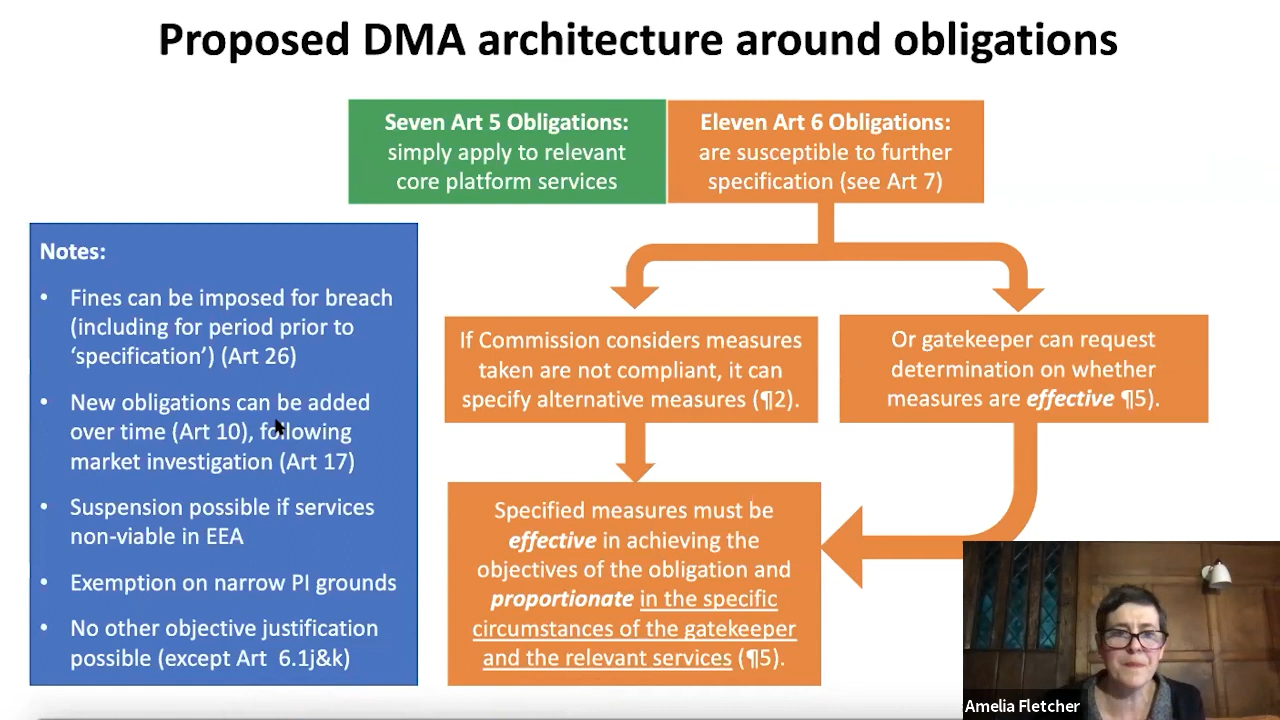 Proposed DMA architecture around obligations
Seven Art 5 Obligations:
simply apply to relevant
core platform services
Eleven Art 6 Obligations:
are susceptible to further
specification (see Art 7)
Notes:
• Fines can be imposed for breach
(including for period prior to
‘specification’) (Art 26)
• New obligations can be added
over time (Art 10), following
market investigation (Art 17)
• Suspension possible if services
non-viable in EEA
• Exemption on narrow PI grounds
• No other objective justification
possible (except Art 6.1j&k)
If Commission considers measures
taken are not compliant, it can
specify alternative measures (¶2).
Or gatekeeper can request
determination on whether
measures are effective ¶5).
Specified measures must be
effective in achieving the
objectives of the obligation and
proportionate in the specific
circumstances of the gatekeeper
and the relevant services (¶5).
Amelia Fletcher